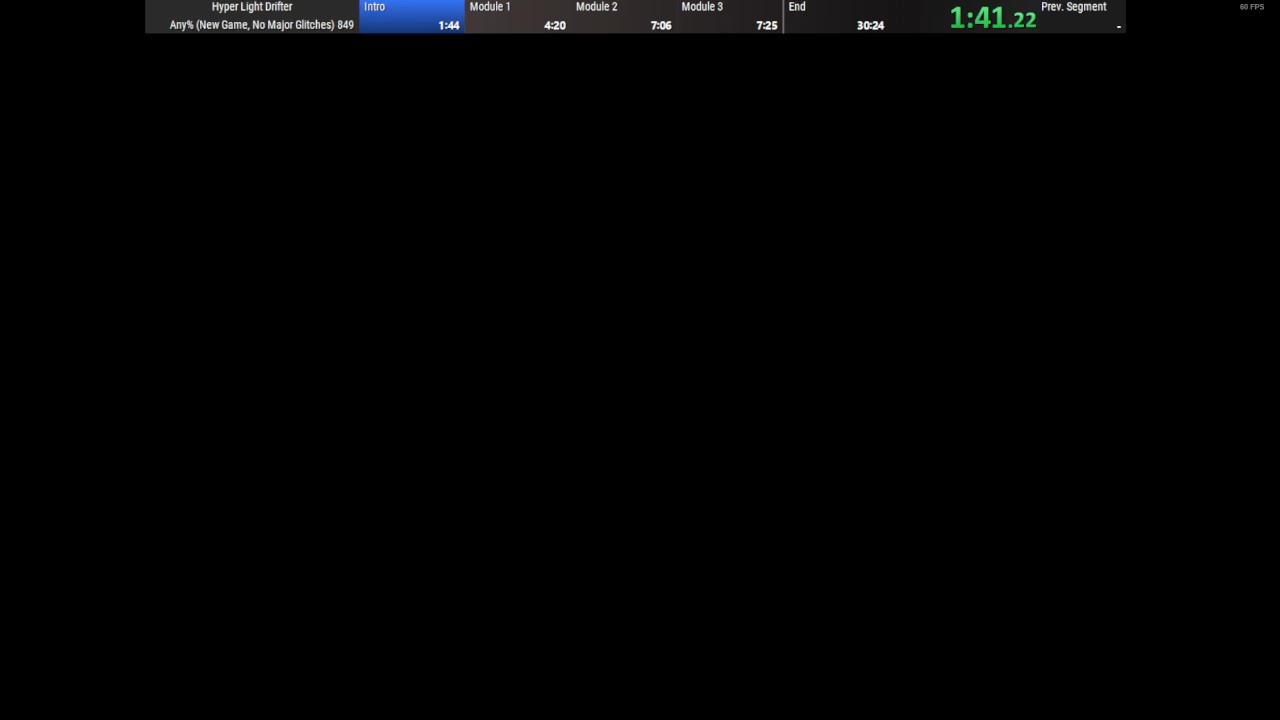 Hyper Light Drifter
Any% (New Game, No Major Glitches) 849
Intro
1:44
Module 1
4:20
Module 2
7:06
Module 3
7:25
End
30:24
1:41.22
Prev. Segment
-
60 FPS